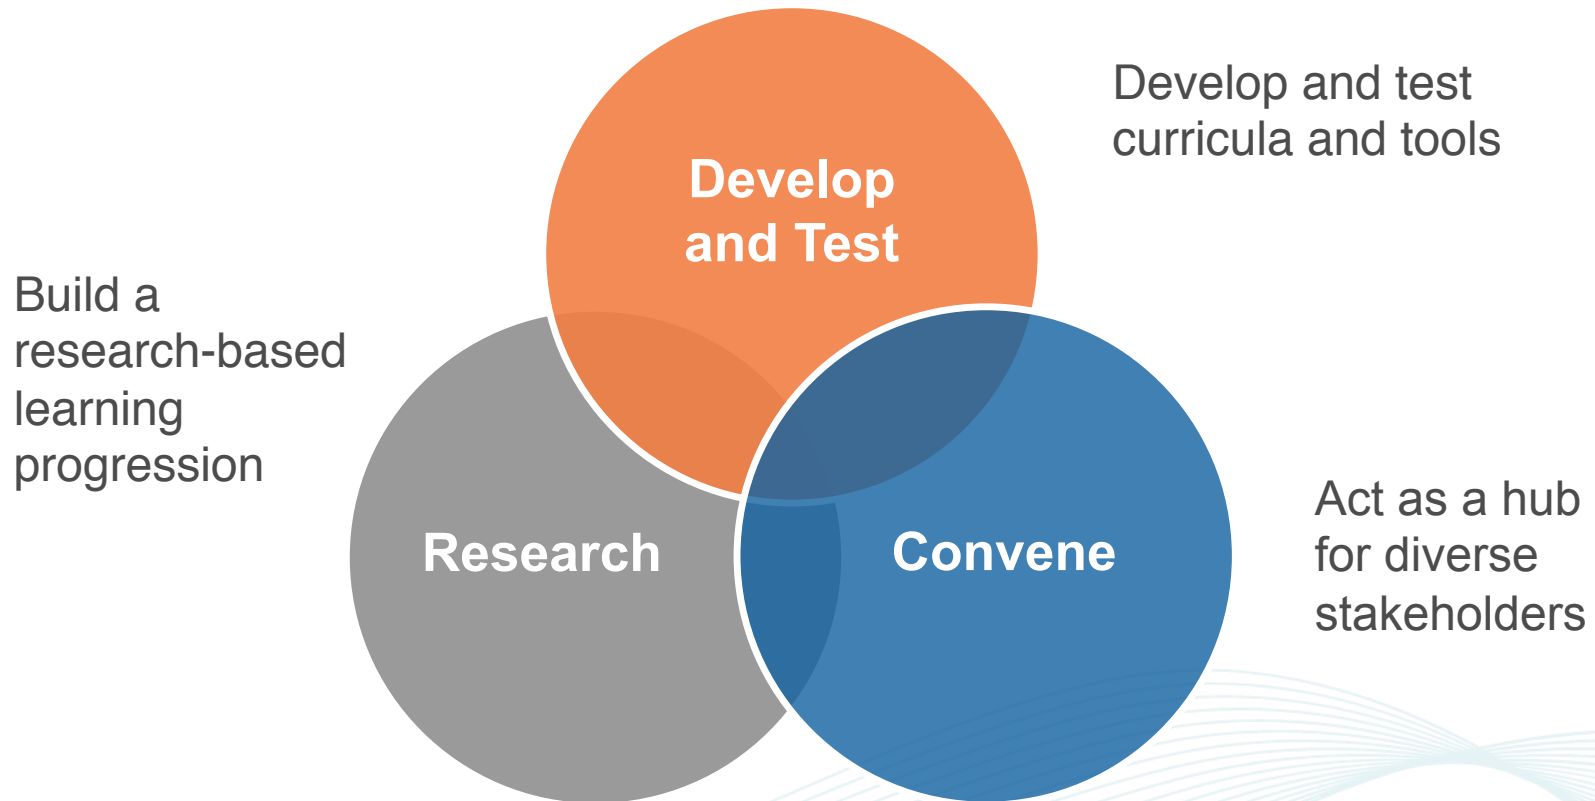 Develop and test
curricula and tools
Develop
and Test
Build a
research-based
learning
progression
Research
Convene
Act as a hub
for diverse
stakeholders